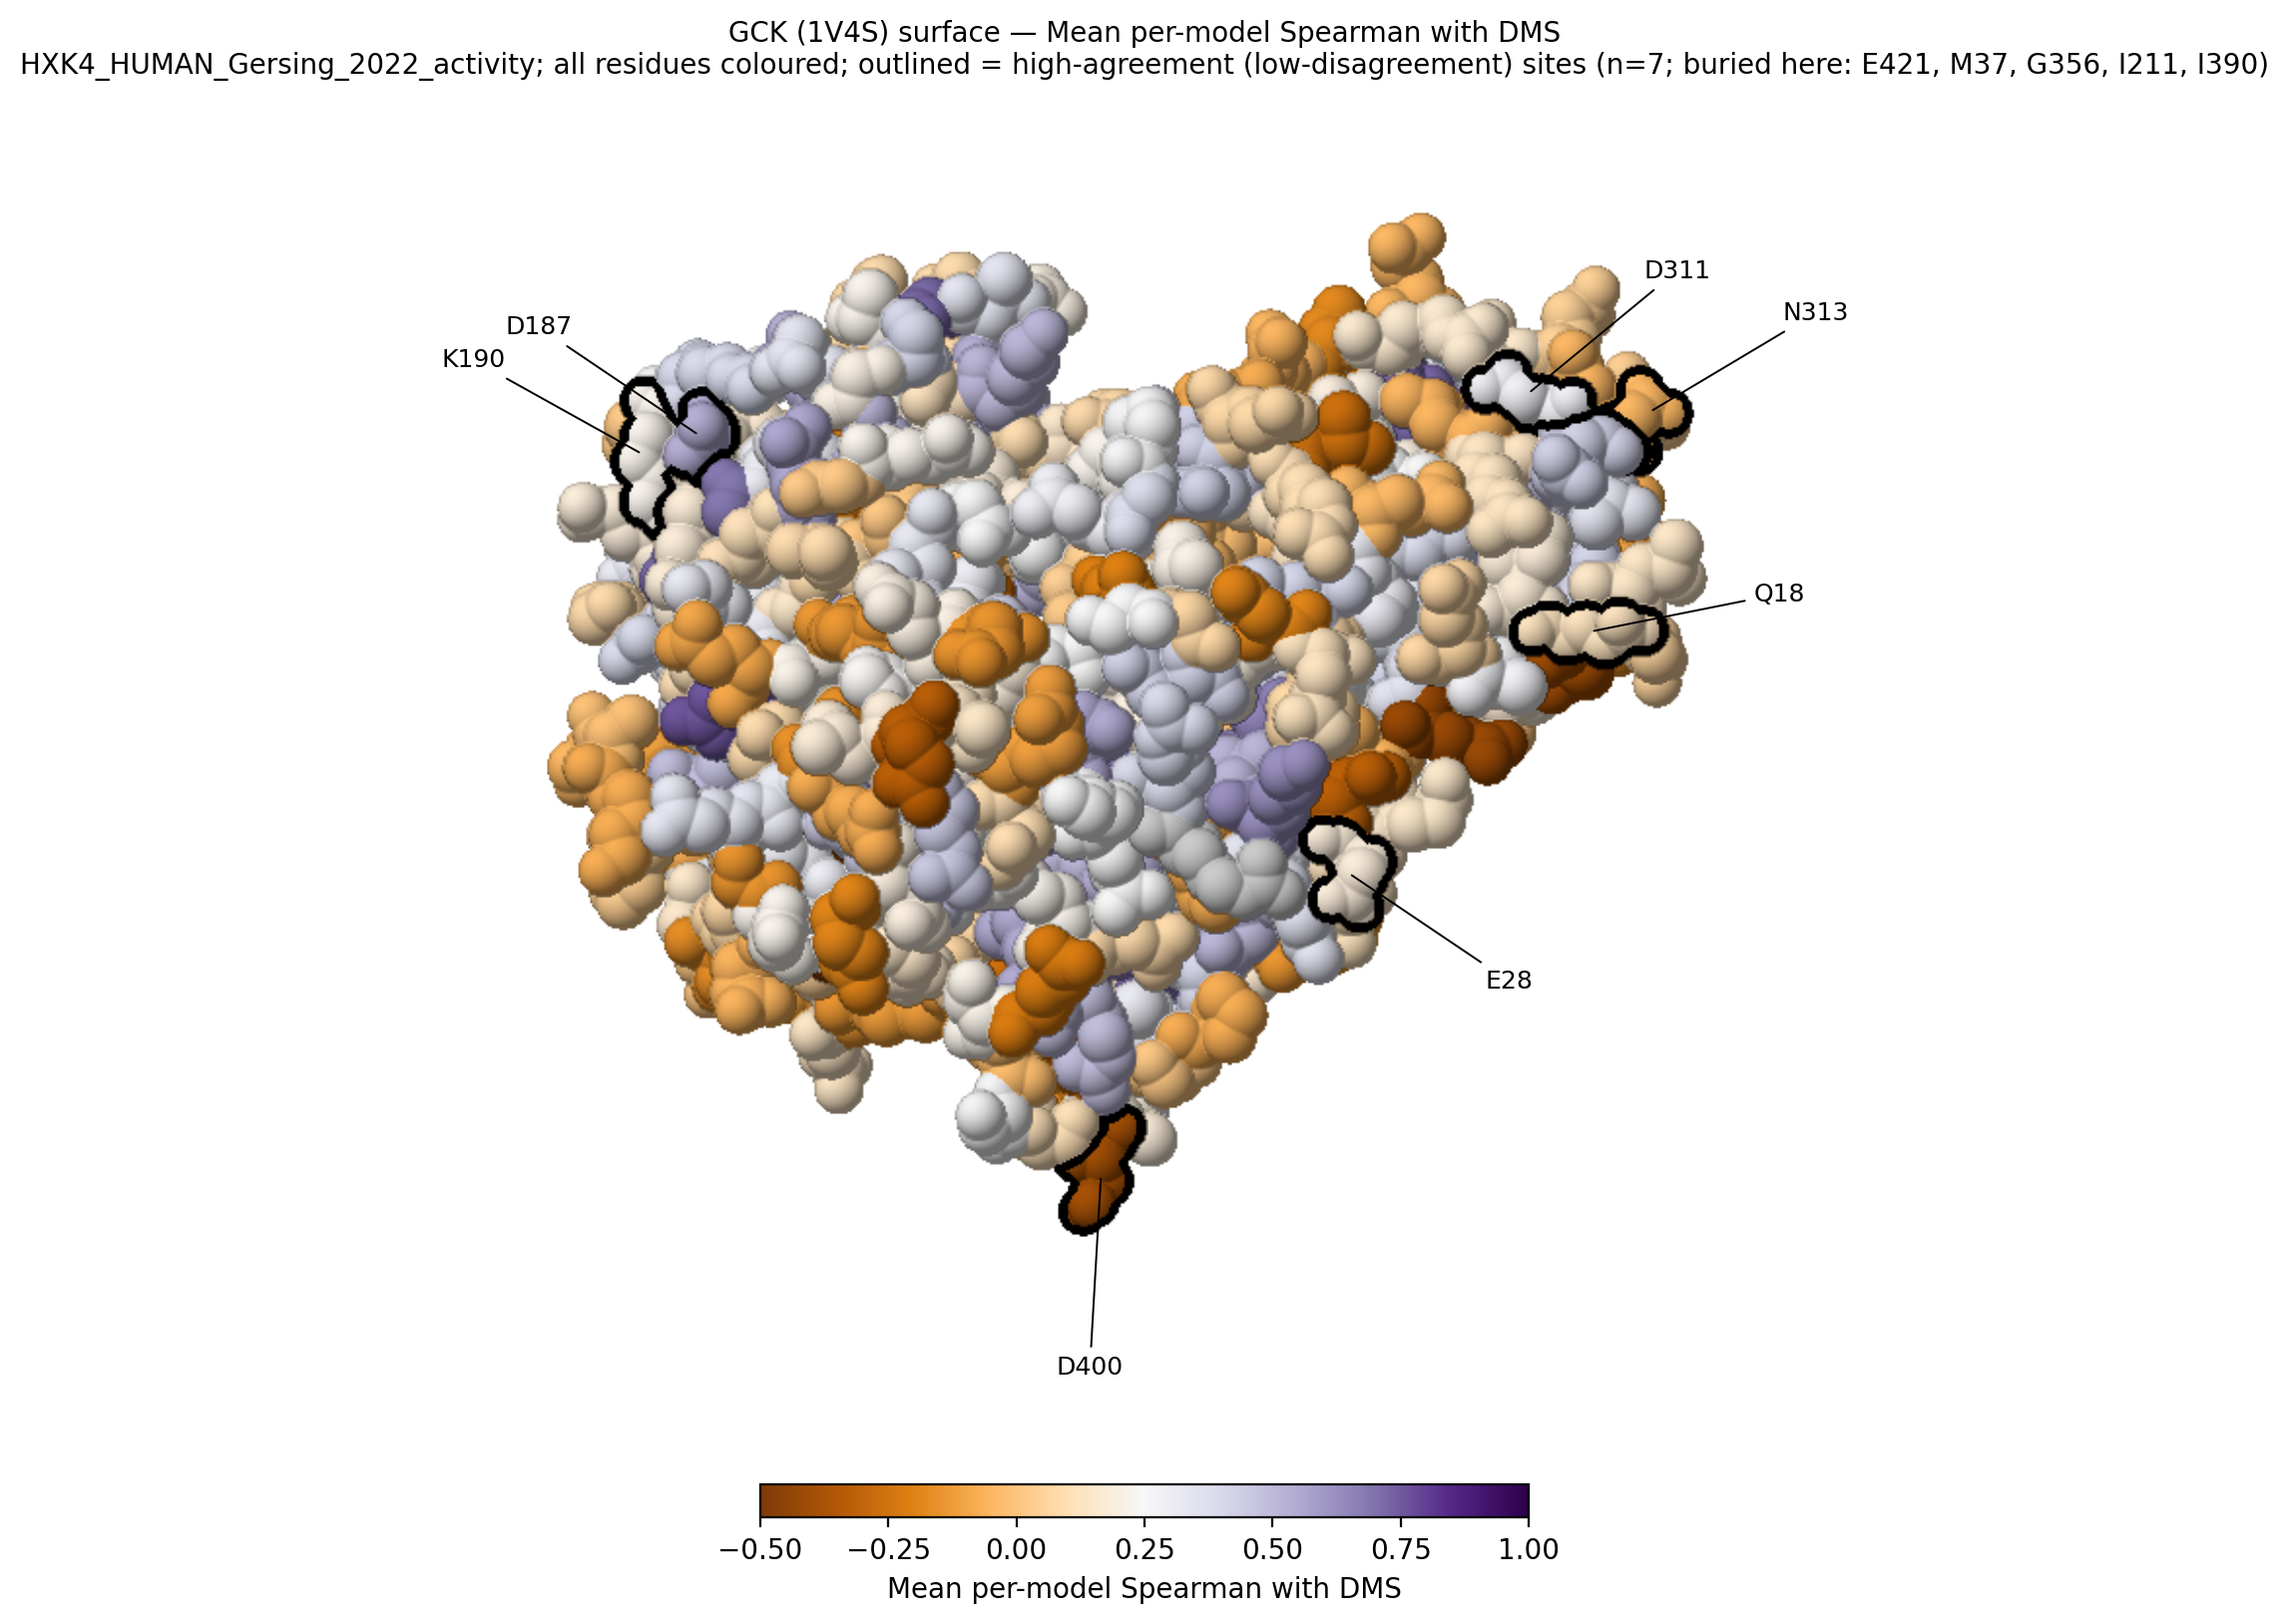 GCK (1V4S) surface — Mean per-model Spearman with DMS
HXK4_HUMAN_Gersing_2022_activity; all residues coloured; outlined = high-agreement (low-disagreement) sites (n=7; buried here: E421, M37, G356, I211, I390)
D311
N313
D187
K190
Q18
E28
D400
−0.50 −0.25 0.00 0.25 0.50 0.75 1.00
Mean per-model Spearman with DMS